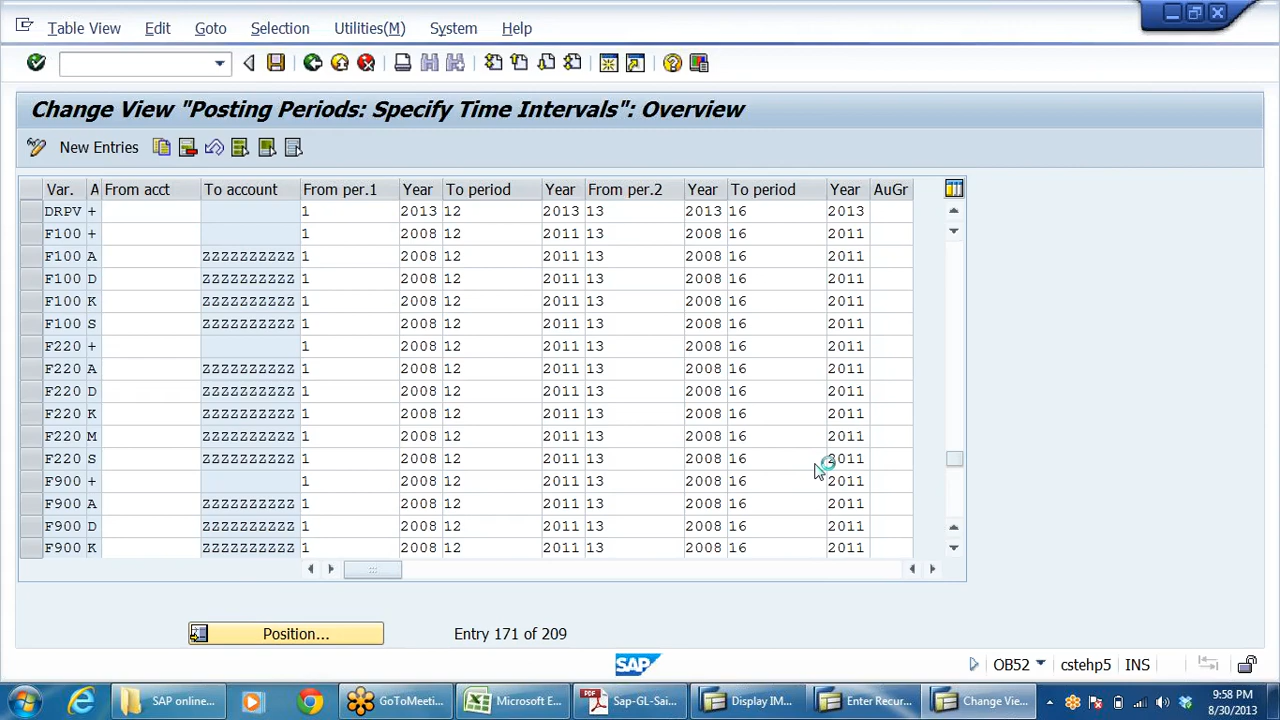 Table View Edit Goto Selection Utilities(M) System Help
Change View "Posting Periods: Specify Time Intervals": Overview
New Entries
Var. A From acct To account From per.1 Year To period Year From per.2 Year To period Year AuGr
DRPV + 1 2013 12 2013 13 2013 16 2013
F100 + 1 2008 12 2011 13 2008 16 2011
F100 A ZZZZZZZZZZ 1 2008 12 2011 13 2008 16 2011
F100 D ZZZZZZZZZZ 1 2008 12 2011 13 2008 16 2011
F100 K ZZZZZZZZZZ 1 2008 12 2011 13 2008 16 2011
F100 S ZZZZZZZZZZ 1 2008 12 2011 13 2008 16 2011
F220 + 1 2008 12 2011 13 2008 16 2011
F220 A ZZZZZZZZZZ 1 2008 12 2011 13 2008 16 2011
F220 D ZZZZZZZZZZ 1 2008 12 2011 13 2008 16 2011
F220 K ZZZZZZZZZZ 1 2008 12 2011 13 2008 16 2011
F220 M ZZZZZZZZZZ 1 2008 12 2011 13 2008 16 2011
F220 S ZZZZZZZZZZ 1 2008 12 2011 13 2008 16 2011
F900 + 1 2008 12 2011 13 2008 16 2011
F900 A ZZZZZZZZZZ 1 2008 12 2011 13 2008 16 2011
F900 D ZZZZZZZZZZ 1 2008 12 2011 13 2008 16 2011
F900 K ZZZZZZZZZZ 1 2008 12 2011 13 2008 16 2011
Position... Entry 171 of 209
SAP OB52 cstehp5 INS
SAP online... GoToMeeting... Microsoft E... Sap-GL-Sai... Display IM... Enter Recur... Change Vie... 9:58 PM
8/30/2013